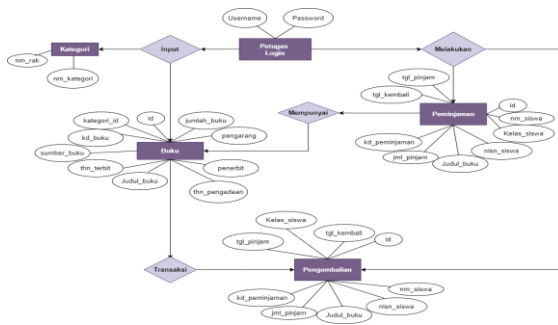 Username
Password
Kategori
Input
Petugas
Login
Melakukan
nm_rak
nm_kategori
tgl_pinjam
tgl_kembali
id
nm_siswa
Kelas_siswa
nisn_siswa
Judul_buku
jml_pinjam
kd_peminjaman
Peminjaman
Mempunyai
kategori_id
id
jumlah_buku
kd_buku
pengarang
sumber_buku
Buku
penerbit
thn_terbit
Judul_buku
thn_pengadaan
Kelas_siswa
tgl_kembali
tgl_pinjam
id
Transaksi
Pengembalian
kd_peminjaman
nm_siswa
jml_pinjam
Judul_buku
nisn_siswa